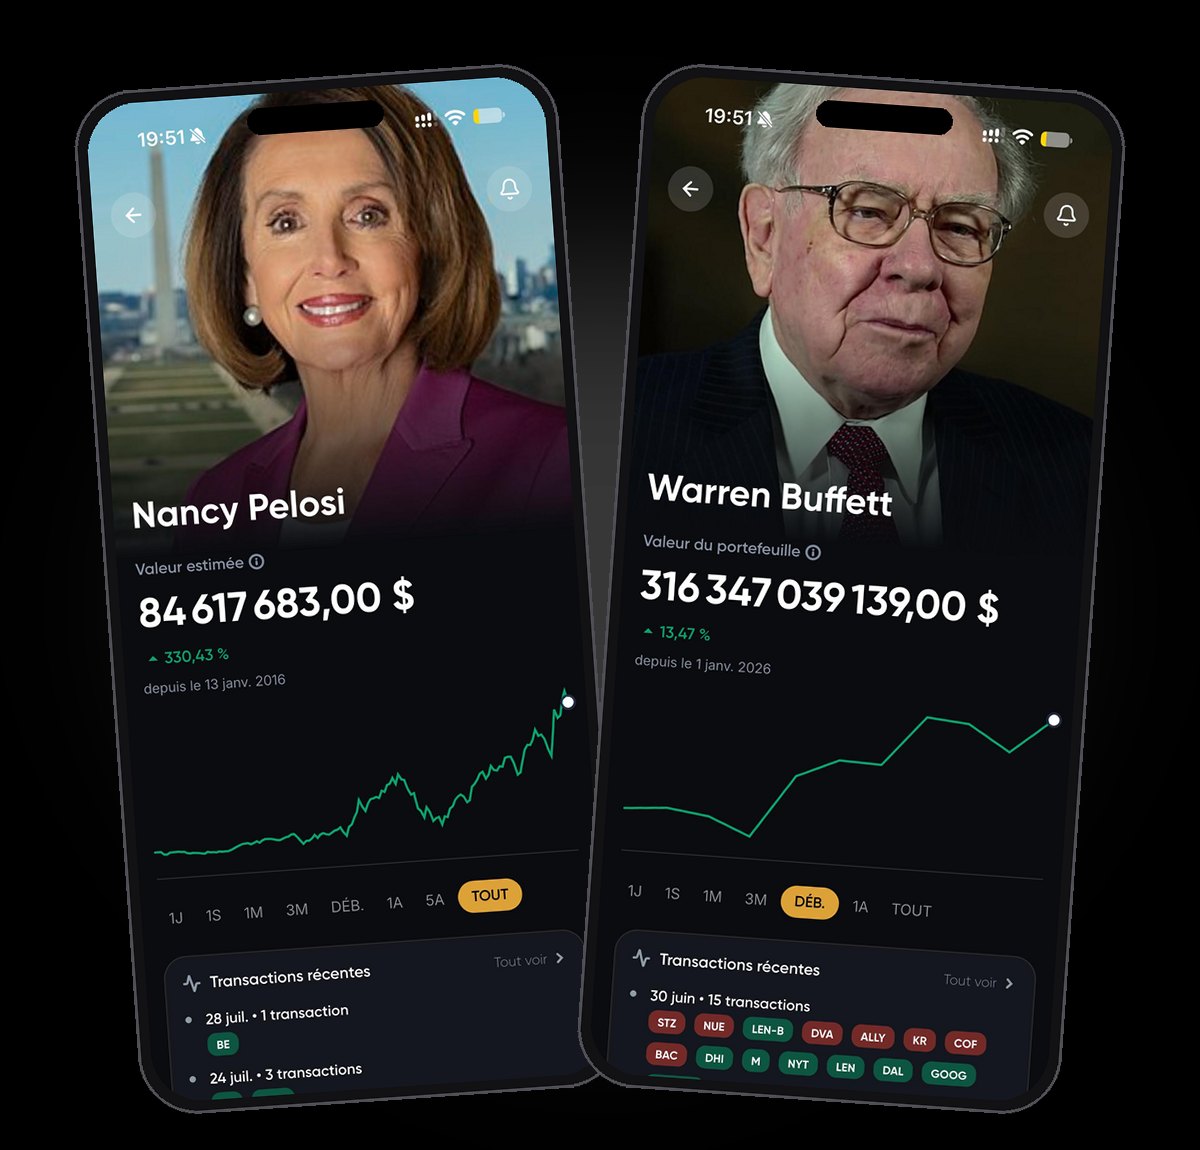 19:51
Nancy Pelosi
Valeur estimée
84 617 683,00 $
330,43 %
depuis le 13 janv. 2016
1J 1S 1M 3M DÉB. 1A 5A TOUT
Transactions récentes Tout voir
28 juil. • 1 transaction
BE
24 juil. • 3 transactions
19:51
Warren Buffett
Valeur du portefeuille
316 347 039 139,00 $
13,47 %
depuis le 1 janv. 2026
1J 1S 1M 3M DÉB. 1A TOUT
Transactions récentes Tout voir
30 juin • 15 transactions
STZ NUE LEN-B DVA ALLY KR COF
BAC DHI M NYT LEN DAL GOOG